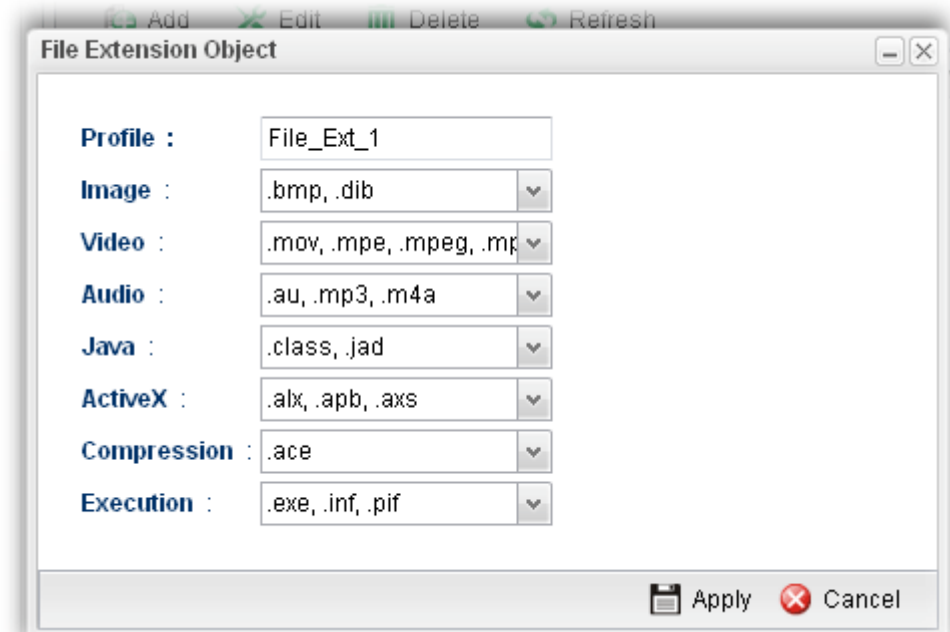 Add Edit Delete Refresh
File Extension Object
Profile : File_Ext_1
Image : .bmp, .dib
Video : .mov, .mpe, .mpeg, .mp
Audio : .au, .mp3, .m4a
Java : .class, .jad
ActiveX : .alx, .apb, .axs
Compression : .ace
Execution : .exe, .inf, .pif
Apply Cancel